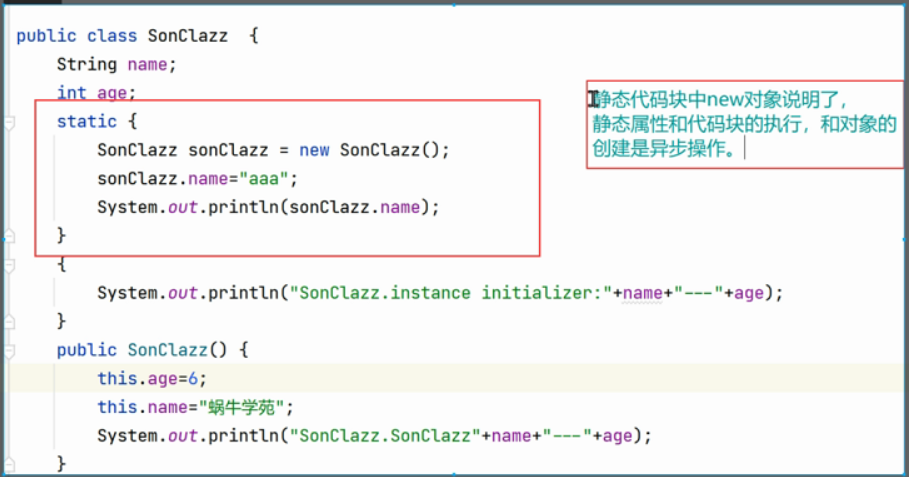 public class SonClazz  {
    String name;
    int age;
    static {
        SonClazz sonClazz = new SonClazz();
        sonClazz.name="aaa";
        System.out.println(sonClazz.name);
    }
    {
        System.out.println("SonClazz.instance initializer:"+name+"---"+age);
    }
    public SonClazz() {
        this.age=6;
        this.name="蜗牛学苑";
        System.out.println("SonClazz.SonClazz"+name+"---"+age);
    }
静态代码块中new对象说明了，
静态属性和代码块的执行，和对象的
创建是异步操作。